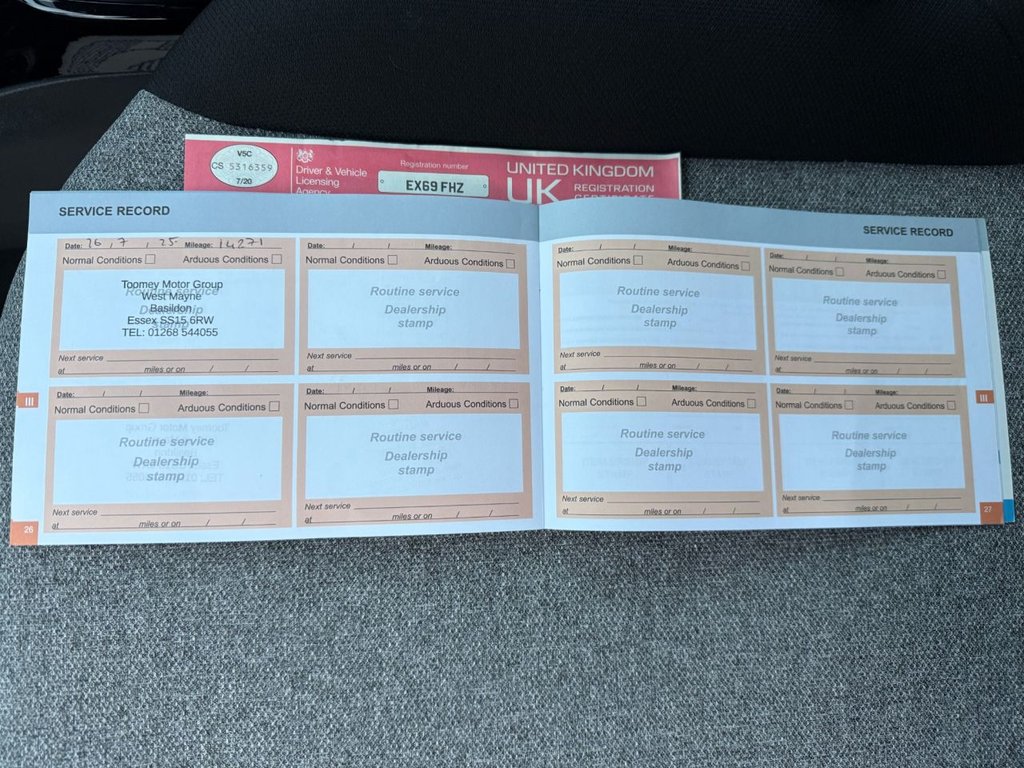 V5C
CS 5316359
7/20
Driver & Vehicle
Licensing
Agency
Registration number
EX69 FHZ
UNITED KINGDOM
UK REGISTRATION
CERTIFICATE
SERVICE RECORD
Date: 26 / 7 / 25 Mileage: 14271
Normal Conditions Arduous Conditions
Routine service
Dealership
stamp
Toomey Motor Group
West Mayne
Basildon
Essex SS15 6RW
TEL: 01268 544055
Next service
at miles or on / /
Date: / / Mileage:
Normal Conditions Arduous Conditions
Routine service
Dealership
stamp
Next service
at miles or on / /
Date: / / Mileage:
Normal Conditions Arduous Conditions
Routine service
Dealership
stamp
Next service
at miles or on / /
Date: / / Mileage:
Normal Conditions Arduous Conditions
Routine service
Dealership
stamp
Next service
at miles or on / /
III
26
SERVICE RECORD
Date: / / Mileage:
Normal Conditions Arduous Conditions
Routine service
Dealership
stamp
Next service
at miles or on / /
Date: / / Mileage:
Normal Conditions Arduous Conditions
Routine service
Dealership
stamp
Next service
at miles or on / /
Date: / / Mileage:
Normal Conditions Arduous Conditions
Routine service
Dealership
stamp
Next service
at miles or on / /
Date: / / Mileage:
Normal Conditions Arduous Conditions
Routine service
Dealership
stamp
Next service
at miles or on / /
III
27